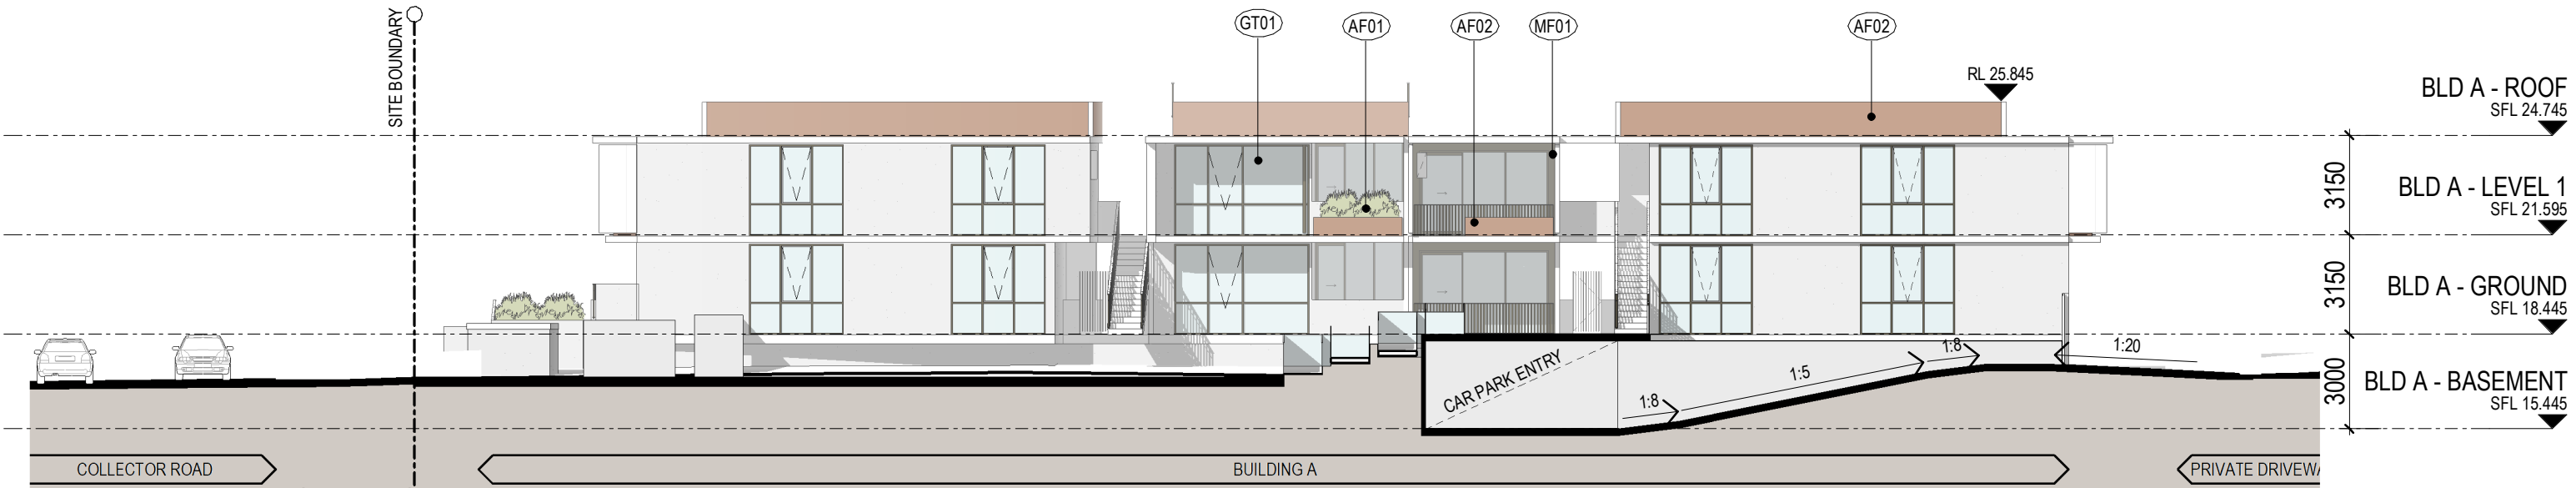 SITE BOUNDARY
GT01
AF01
AF02
MF01
AF02
RL 25.845
BLD A - ROOF
SFL 24.745
3150
BLD A - LEVEL 1
SFL 21.595
3150
BLD A - GROUND
SFL 18.445
3000
BLD A - BASEMENT
SFL 15.445
CAR PARK ENTRY
1:8
1:5
1:8
1:20
COLLECTOR ROAD
BUILDING A
PRIVATE DRIVEWA